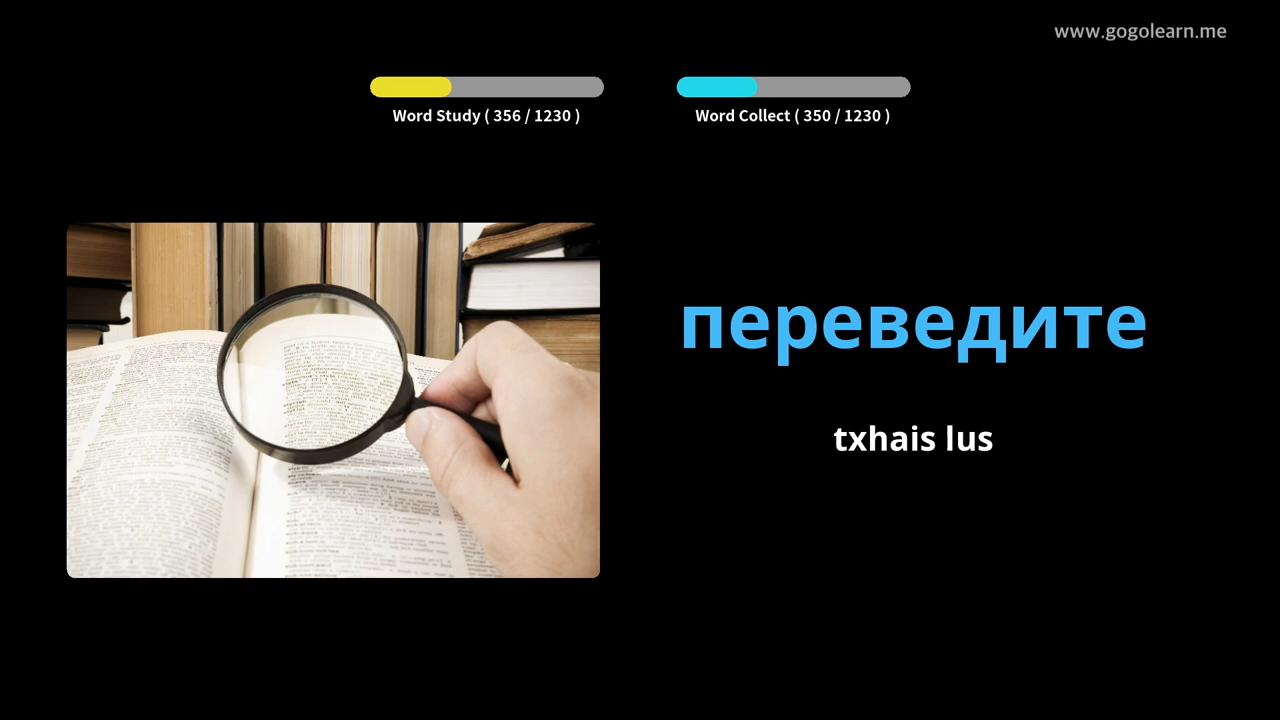 www.gogolearn.me
Word Study ( 356 / 1230 )
Word Collect ( 350 / 1230 )
переведите
txhais lus